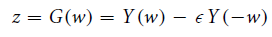 z = G(w) = Y(w) − ϵ Y(−w)